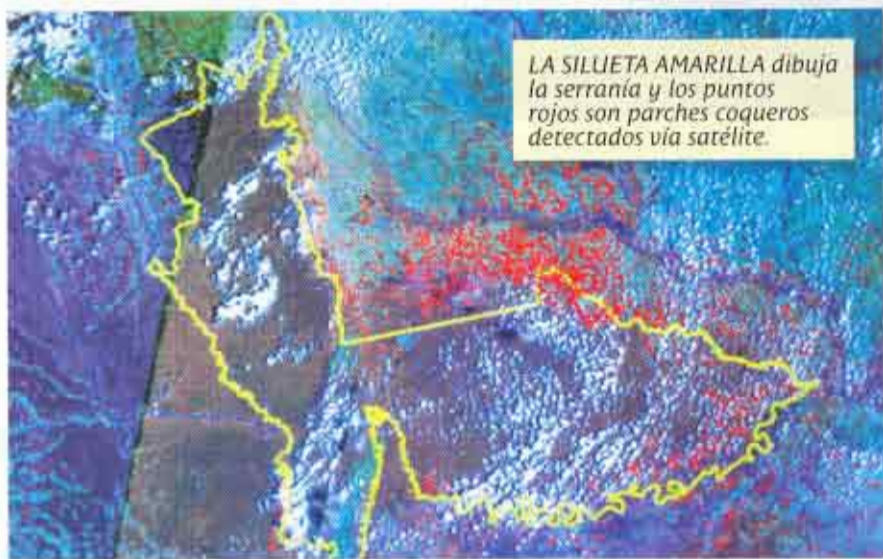 LA SILUETA AMARILLA dibuja
la serranía y los puntos
rojos son parches coqueros
detectados vía satélite.